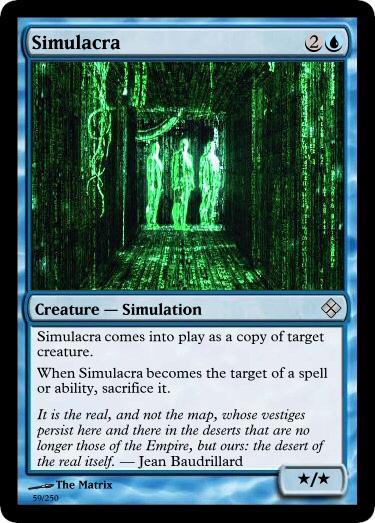 Simulacra 2
Creature — Simulation
Simulacra comes into play as a copy of target
creature.
When Simulacra becomes the target of a spell
or ability, sacrifice it.
It is the real, and not the map, whose vestiges
persist here and there in the deserts that are no
longer those of the Empire, but ours: the desert of
the real itself. — Jean Baudrillard
★/★
The Matrix
59/250